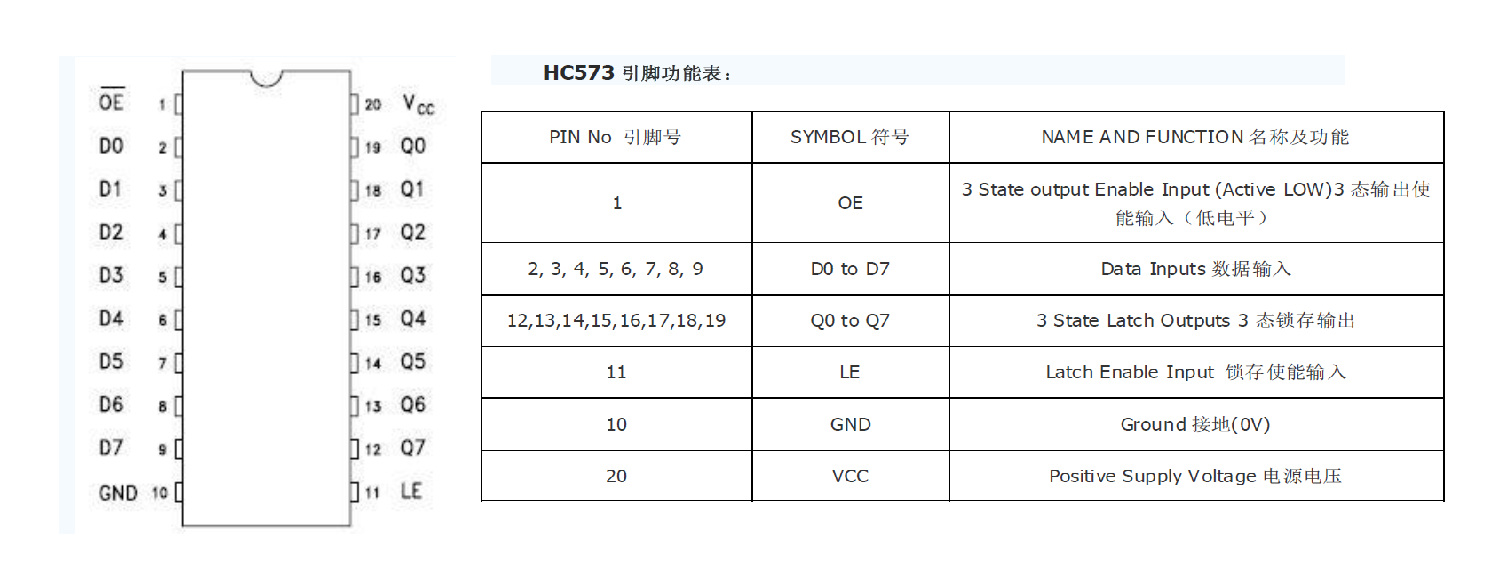 OE 1 20 VCC
D0 2 19 Q0
D1 3 18 Q1
D2 4 17 Q2
D3 5 16 Q3
D4 6 15 Q4
D5 7 14 Q5
D6 8 13 Q6
D7 9 12 Q7
GND 10 11 LE
HC573 引脚功能表：
PIN No 引脚号 SYMBOL 符号 NAME AND FUNCTION 名称及功能
1 OE 3 State output Enable Input (Active LOW)3 态输出使
能输入（低电平）
2, 3, 4, 5, 6, 7, 8, 9 D0 to D7 Data Inputs 数据输入
12,13,14,15,16,17,18,19 Q0 to Q7 3 State Latch Outputs 3 态锁存输出
11 LE Latch Enable Input 锁存使能输入
10 GND Ground 接地(0V)
20 VCC Positive Supply Voltage 电源电压